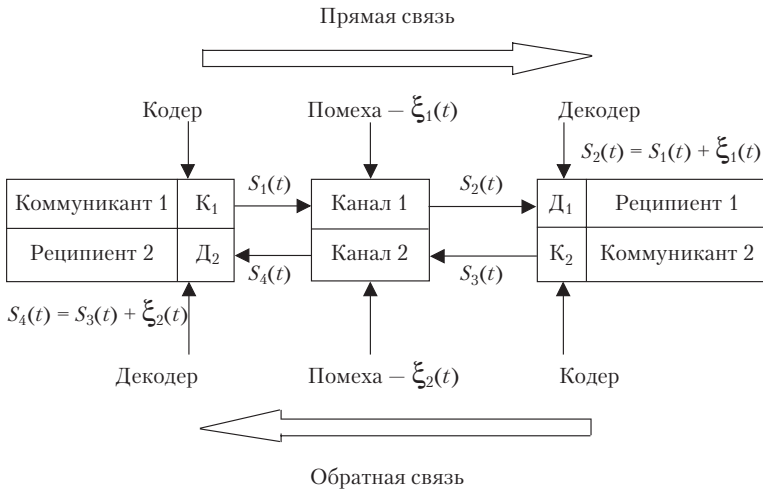 Прямая связь
Кодер
Помеха – ξ₁(t)
Декодер
S₂(t) = S₁(t) + ξ₁(t)
Коммуникант 1
К₁
S₁(t)
Канал 1
S₂(t)
Д₁
Реципиент 1
Реципиент 2
Д₂
S₄(t)
Канал 2
S₃(t)
К₂
Коммуникант 2
S₄(t) = S₃(t) + ξ₂(t)
Декодер
Помеха – ξ₂(t)
Кодер
Обратная связь